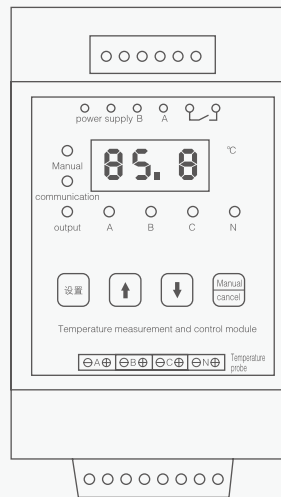 power supply B A
85.8 °C
Manual
communication
output A B C N
设置 Manual
cancel
Temperature measurement and control module
⊖A⊕ ⊖B⊕ ⊖C⊕ ⊖N⊕ Temperature
probe